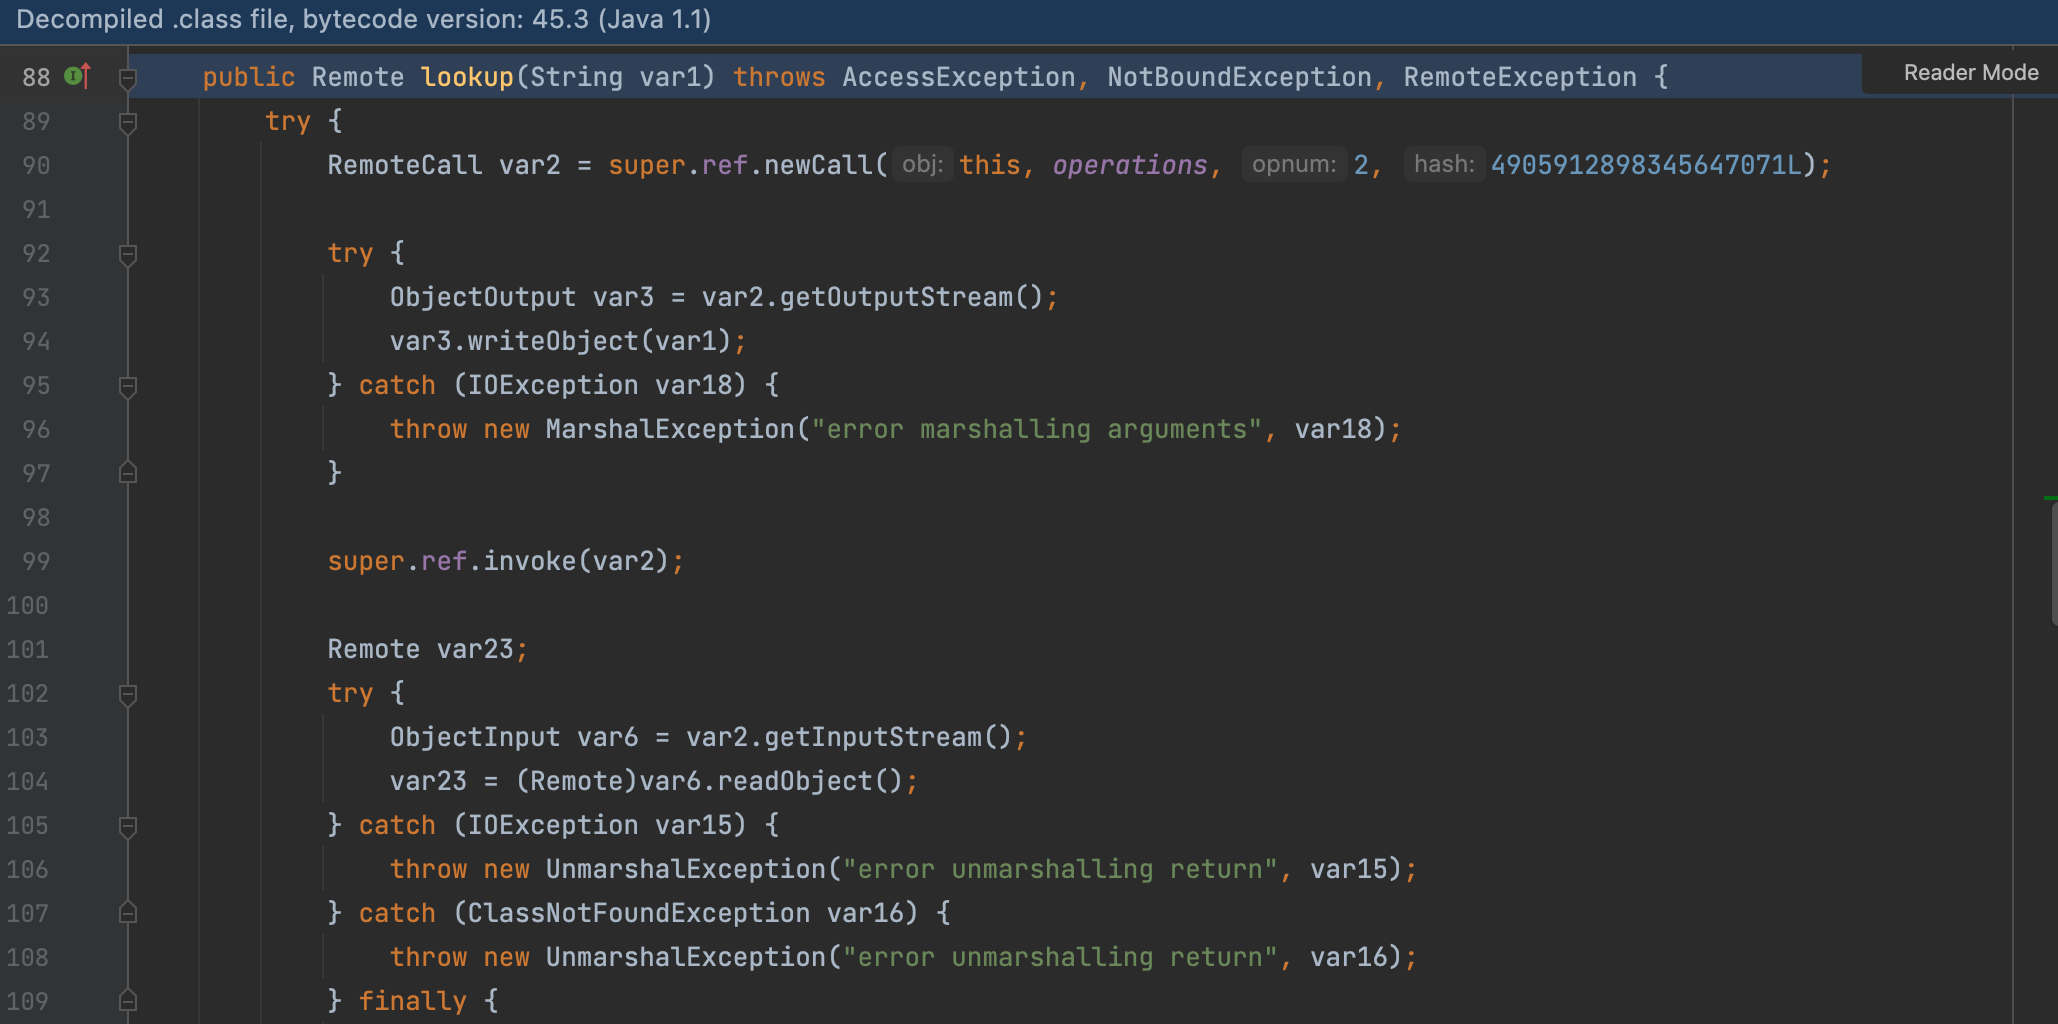 Decompiled .class file, bytecode version: 45.3 (Java 1.1)
Reader Mode
88 public Remote lookup(String var1) throws AccessException, NotBoundException, RemoteException {
89 try {
90 RemoteCall var2 = super.ref.newCall( obj: this, operations, opnum: 2, hash: 4905912898345647071L);
91
92 try {
93 ObjectOutput var3 = var2.getOutputStream();
94 var3.writeObject(var1);
95 } catch (IOException var18) {
96 throw new MarshalException("error marshalling arguments", var18);
97 }
98
99 super.ref.invoke(var2);
100
101 Remote var23;
102 try {
103 ObjectInput var6 = var2.getInputStream();
104 var23 = (Remote)var6.readObject();
105 } catch (IOException var15) {
106 throw new UnmarshalException("error unmarshalling return", var15);
107 } catch (ClassNotFoundException var16) {
108 throw new UnmarshalException("error unmarshalling return", var16);
109 } finally {